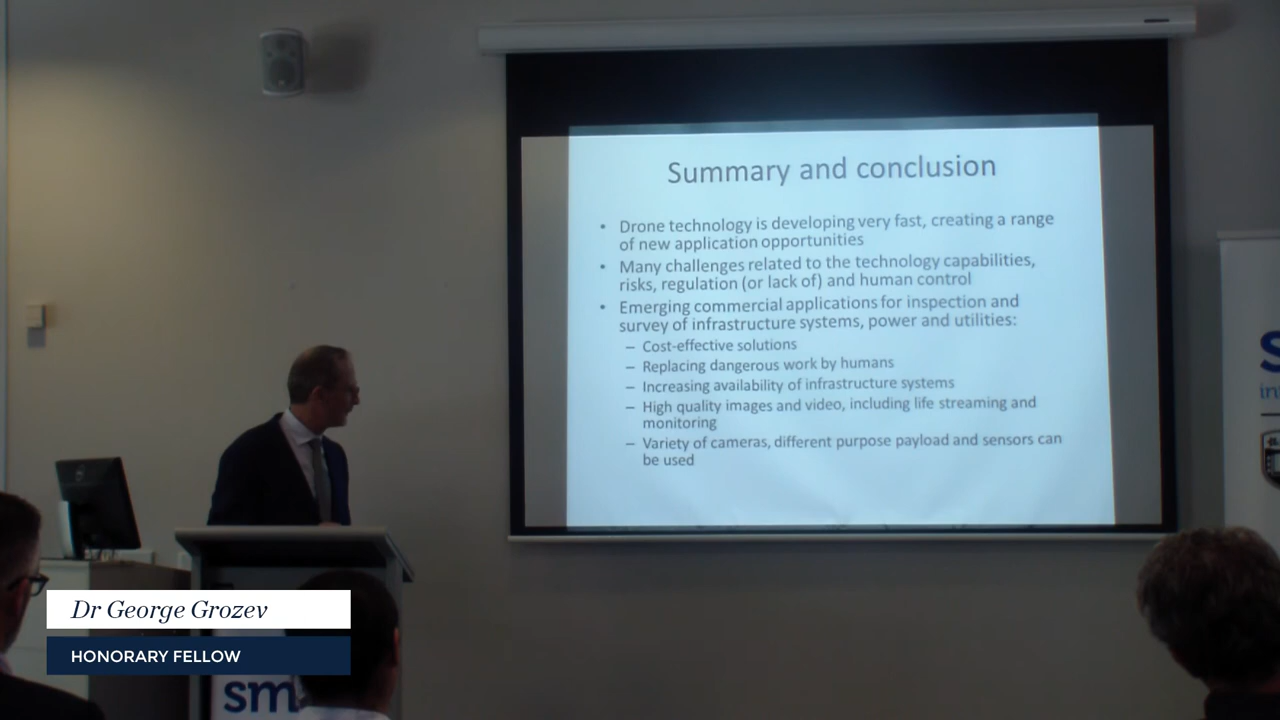 Summary and conclusion
• Drone technology is developing very fast, creating a range
of new application opportunities
• Many challenges related to the technology capabilities,
risks, regulation (or lack of) and human control
• Emerging commercial applications for inspection and
survey of infrastructure systems, power and utilities:
– Cost-effective solutions
– Replacing dangerous work by humans
– Increasing availability of infrastructure systems
– High quality images and video, including life streaming and
monitoring
– Variety of cameras, different purpose payload and sensors can
be used
Dr George Grozev
HONORARY FELLOW